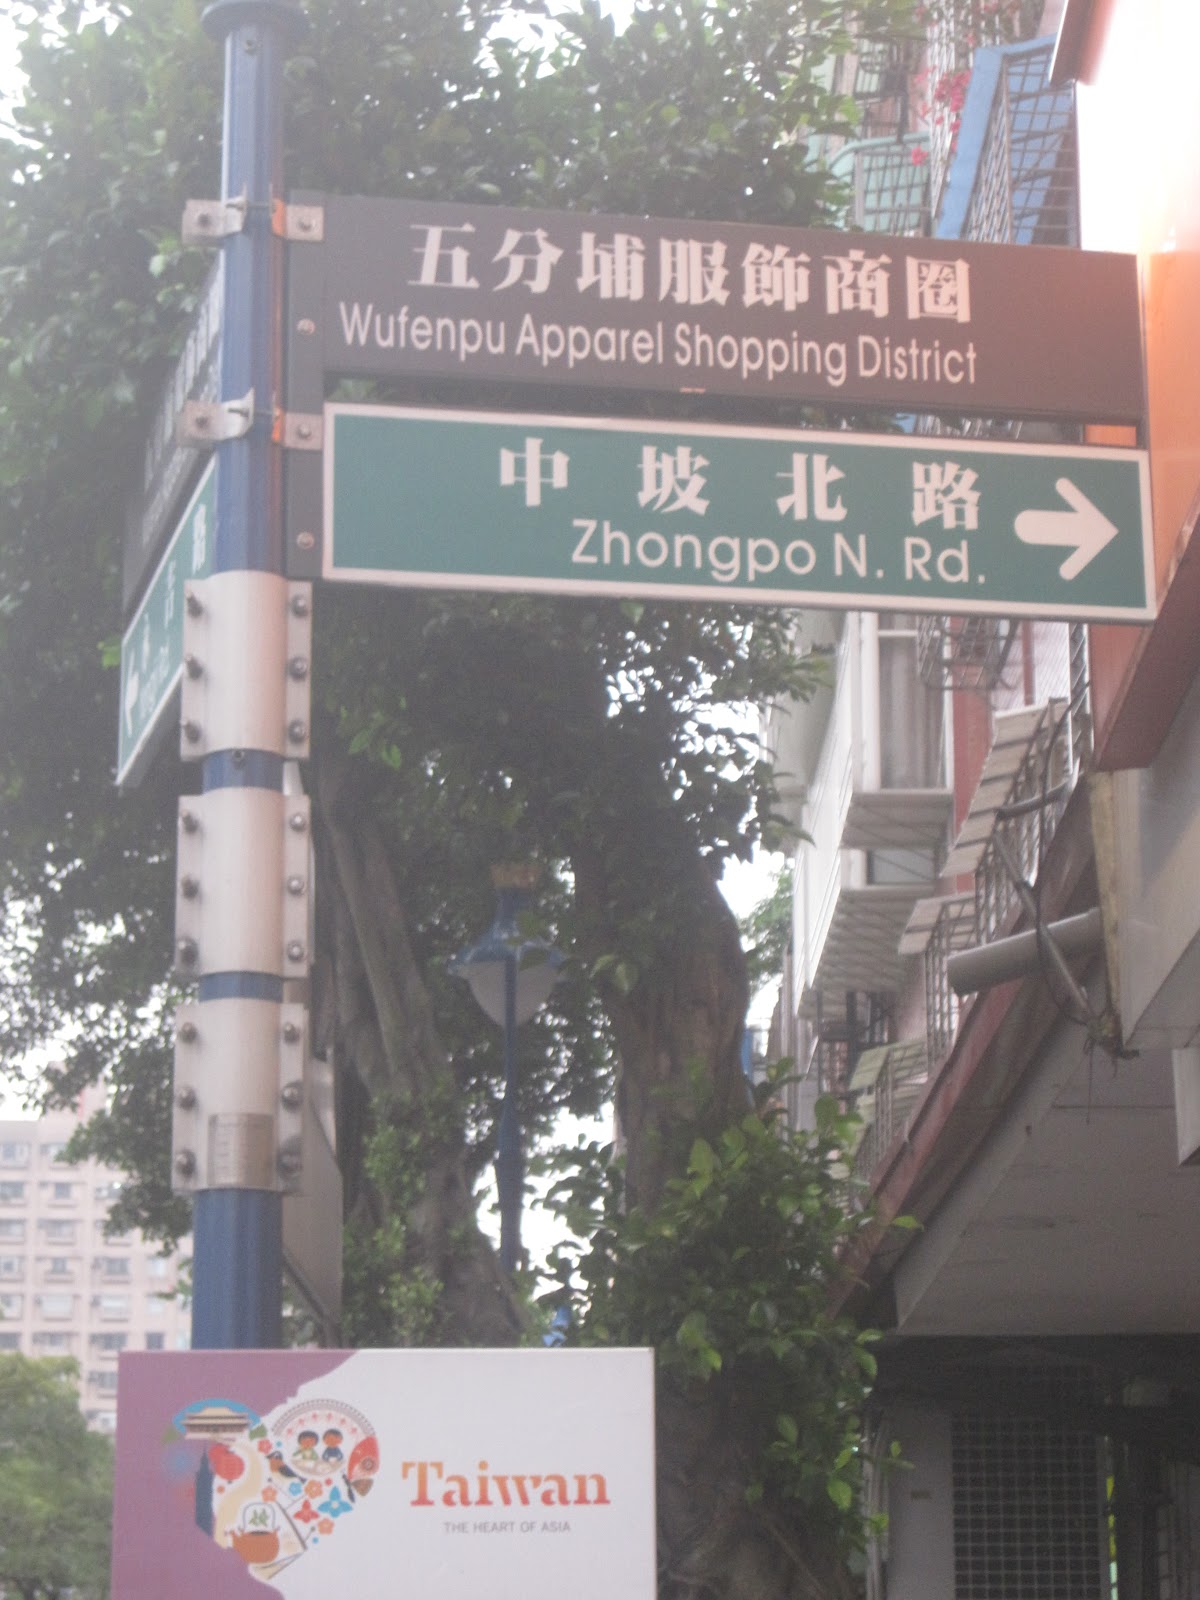 五分埔服飾商圈
Wufenpu Apparel Shopping District
中坡北路
Zhongpo N. Rd.
Taiwan
THE HEART OF ASIA